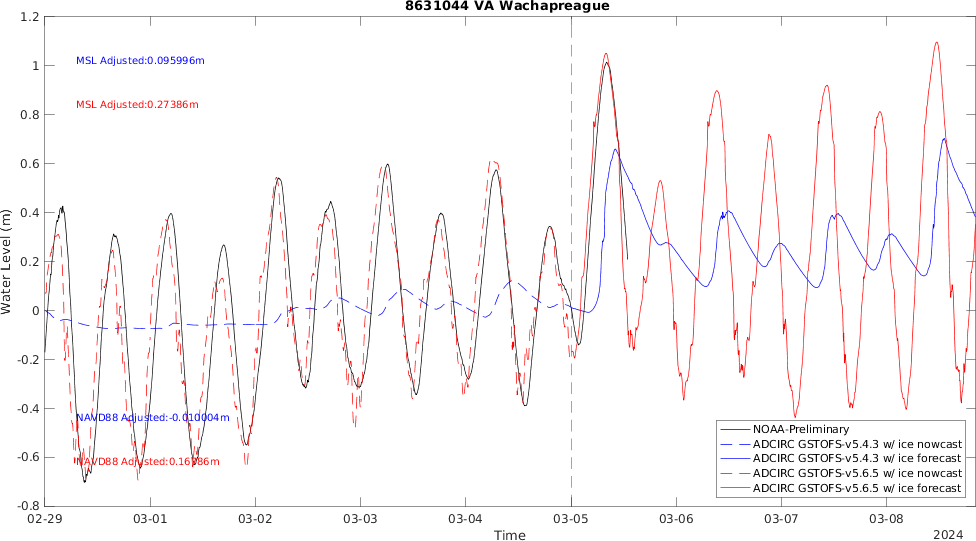 8631044 VA Wachapreague
1.2
1
0.8
0.6
0.4
0.2
0
-0.2
-0.4
-0.6
-0.8
Water Level (m)
MSL Adjusted:0.095996m
MSL Adjusted:0.27386m
NAVD88 Adjusted:-0.010004m
NAVD88 Adjusted:
NOAA-Preliminary
ADCIRC GSTOFS-v5.4.3 w/ ice nowcast
ADCIRC GSTOFS-v5.4.3 w/ ice forecast
ADCIRC GSTOFS-v5.6.5 w/ ice nowcast
ADCIRC GSTOFS-v5.6.5 w/ ice forecast
02-29 03-01 03-02 03-03 03-04 03-05 03-06 03-07 03-08
Time
2024